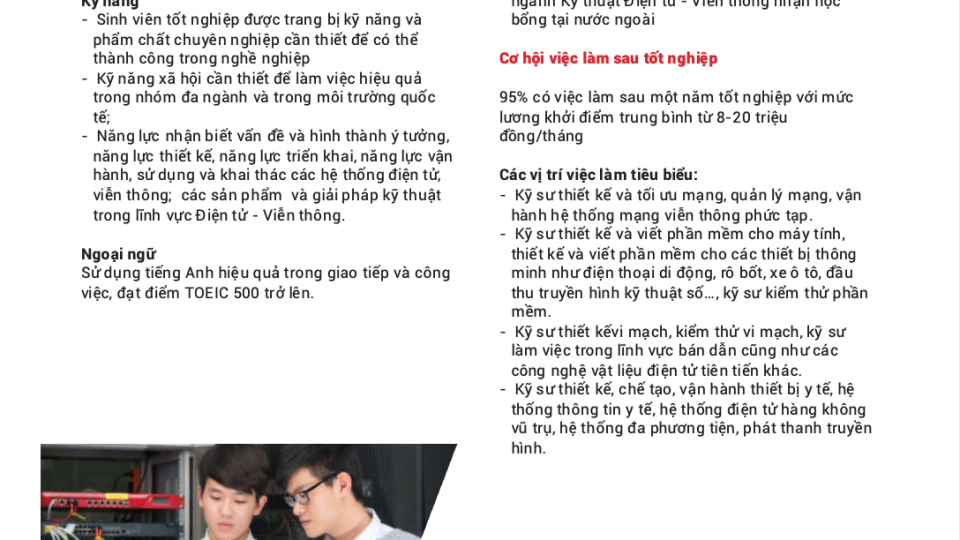 Kỹ năng
- Sinh viên tốt nghiệp được trang bị kỹ năng và
phẩm chất chuyên nghiệp cần thiết để có thể
thành công trong nghề nghiệp
- Kỹ năng xã hội cần thiết để làm việc hiệu quả
trong nhóm đa ngành và trong môi trường quốc
tế;
- Năng lực nhận biết vấn đề và hình thành ý tưởng,
năng lực thiết kế, năng lực triển khai, năng lực vận
hành, sử dụng và khai thác các hệ thống điện tử,
viễn thông; các sản phẩm và giải pháp kỹ thuật
trong lĩnh vực Điện tử - Viễn thông.
Ngoại ngữ
Sử dụng tiếng Anh hiệu quả trong giao tiếp và công
việc, đạt điểm TOEIC 500 trở lên.
ngành Kỹ thuật Điện tử - Viễn thông nhận học
bổng tại nước ngoài
Cơ hội việc làm sau tốt nghiệp
95% có việc làm sau một năm tốt nghiệp với mức
lương khởi điểm trung bình từ 8-20 triệu
đồng/tháng
Các vị trí việc làm tiêu biểu:
- Kỹ sư thiết kế và tối ưu mạng, quản lý mạng, vận
hành hệ thống mạng viễn thông phức tạp.
- Kỹ sư thiết kế và viết phần mềm cho máy tính,
thiết kế và viết phần mềm cho các thiết bị thông
minh như điện thoại di động, rô bốt, xe ô tô, đầu
thu truyền hình kỹ thuật số…, kỹ sư kiểm thử phần
mềm.
- Kỹ sư thiết kếvi mạch, kiểm thử vi mạch, kỹ sư
làm việc trong lĩnh vực bán dẫn cũng như các
công nghệ vật liệu điện tử tiên tiến khác.
- Kỹ sư thiết kế, chế tạo, vận hành thiết bị y tế, hệ
thống thông tin y tế, hệ thống điện tử hàng không
vũ trụ, hệ thống đa phương tiện, phát thanh truyền
hình.